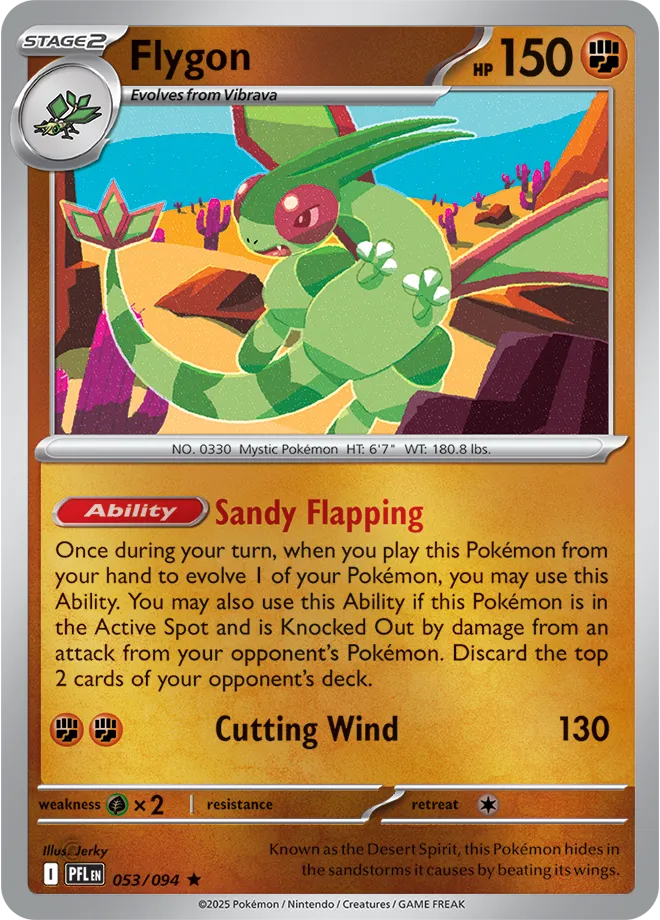 STAGE2
Flygon
HP 150
Evolves from Vibrava
NO. 0330 Mystic Pokémon HT: 6'7" WT: 180.8 lbs.
Ability Sandy Flapping
Once during your turn, when you play this Pokémon from
your hand to evolve 1 of your Pokémon, you may use this
Ability. You may also use this Ability if this Pokémon is in
the Active Spot and is Knocked Out by damage from an
attack from your opponent's Pokémon. Discard the top
2 cards of your opponent's deck.
Cutting Wind 130
weakness ×2 resistance retreat
Illus. Jerky
Known as the Desert Spirit, this Pokémon hides in
the sandstorms it causes by beating its wings.
I PFL EN 053/094 ★
©2025 Pokémon / Nintendo / Creatures / GAME FREAK